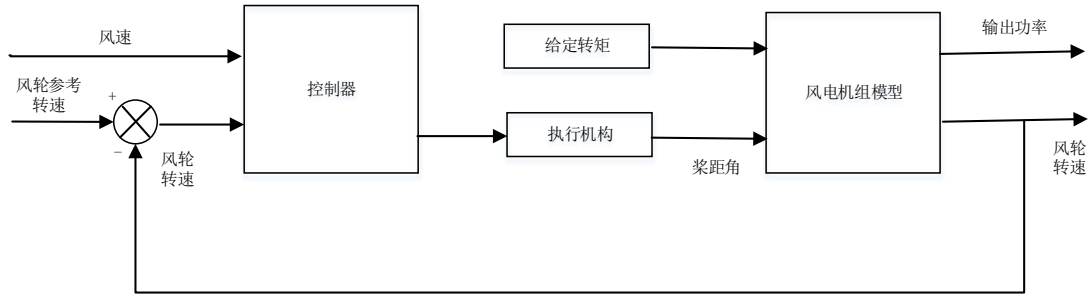 风速
风轮参考
转速
+
−
风轮
转速
控制器
给定转矩
执行机构
桨距角
风电机组模型
输出功率
风轮
转速